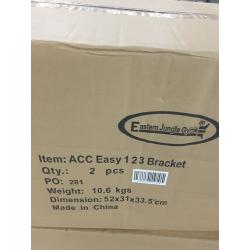 Eastern Jungle Gym
Item: ACC Easy 1 2 3 Bracket
Qty.: 2 pcs
PO: 281
Weight: 10.6 kgs
Dimension: 52x31x33.5 cm
Made in China